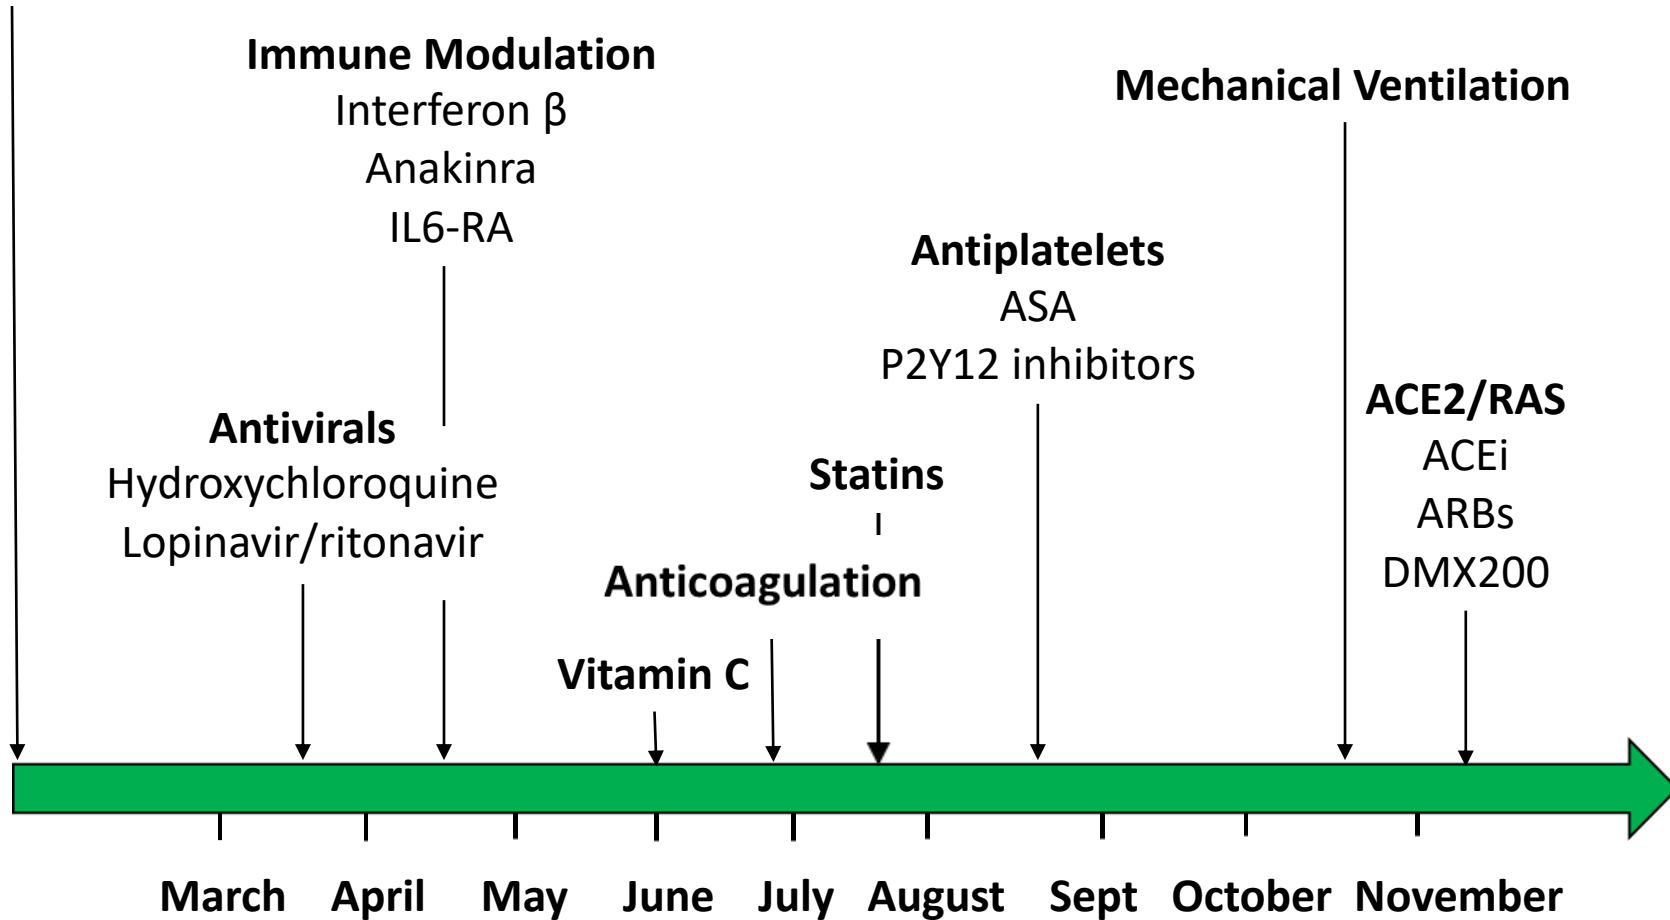 Immune Modulation
Interferon β
Anakinra
IL6-RA
Mechanical Ventilation
Antiplatelets
ASA
P2Y12 inhibitors
Antivirals
Hydroxychloroquine
Lopinavir/ritonavir
ACE2/RAS
ACEi
ARBs
DMX200
Statins
Anticoagulation
Vitamin C
March April May June July August Sept October November